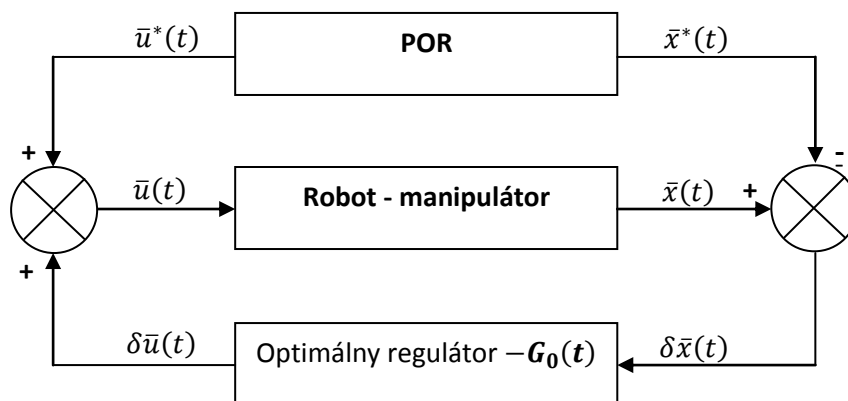 ū*(t) POR x̄*(t)
+ -
-
ū(t) Robot - manipulátor x̄(t) +
+
δū(t) Optimálny regulátor −G₀(t) δx̄(t)